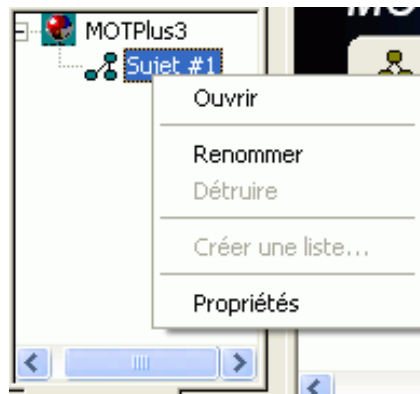 MOTPlus3
Sujet #1
Ouvrir
Renommer
Détruire
Créer une liste...
Propriétés